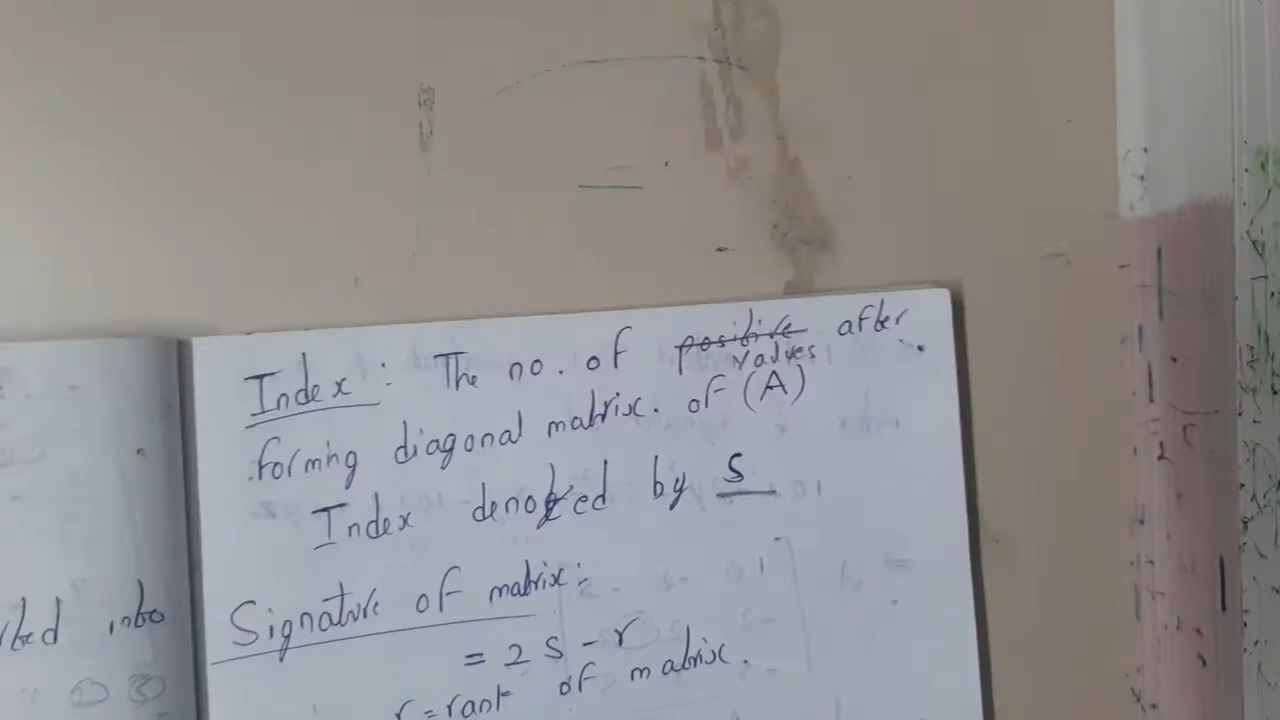 Index : The no. of positive values after
forming diagonal matrix. of (A)
Index denoted by s
Signature of matrix :-
= 2 s - r
r = rank of matrix.
into